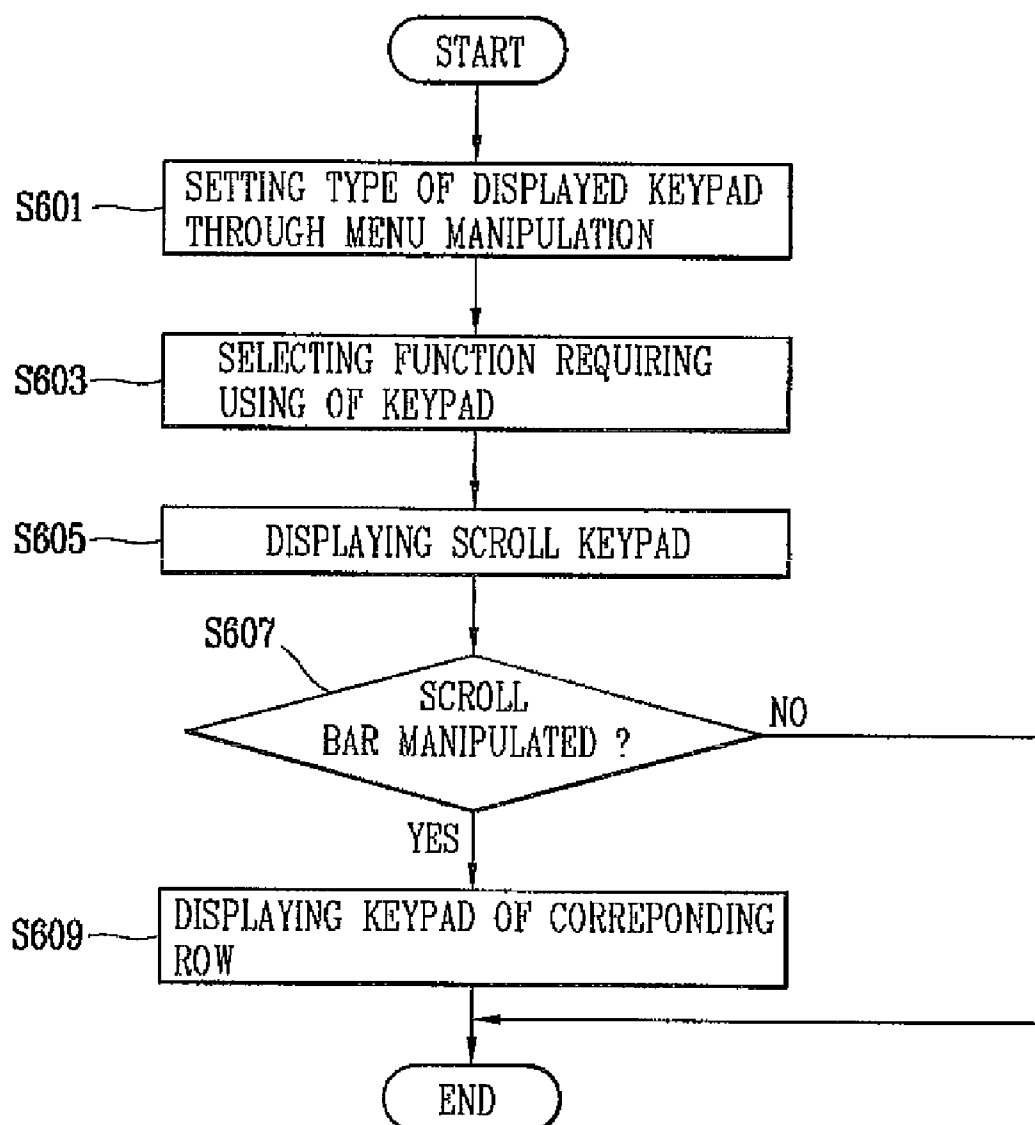 START
S601
SETTING TYPE OF DISPLAYED KEYPAD
THROUGH MENU MANIPULATION
S603
SELECTING FUNCTION REQUIRING
USING OF KEYPAD
S605
DISPLAYING SCROLL KEYPAD
S607
SCROLL
BAR MANIPULATED ?
NO
YES
S609
DISPLAYING KEYPAD OF CORREPONDING
ROW
END